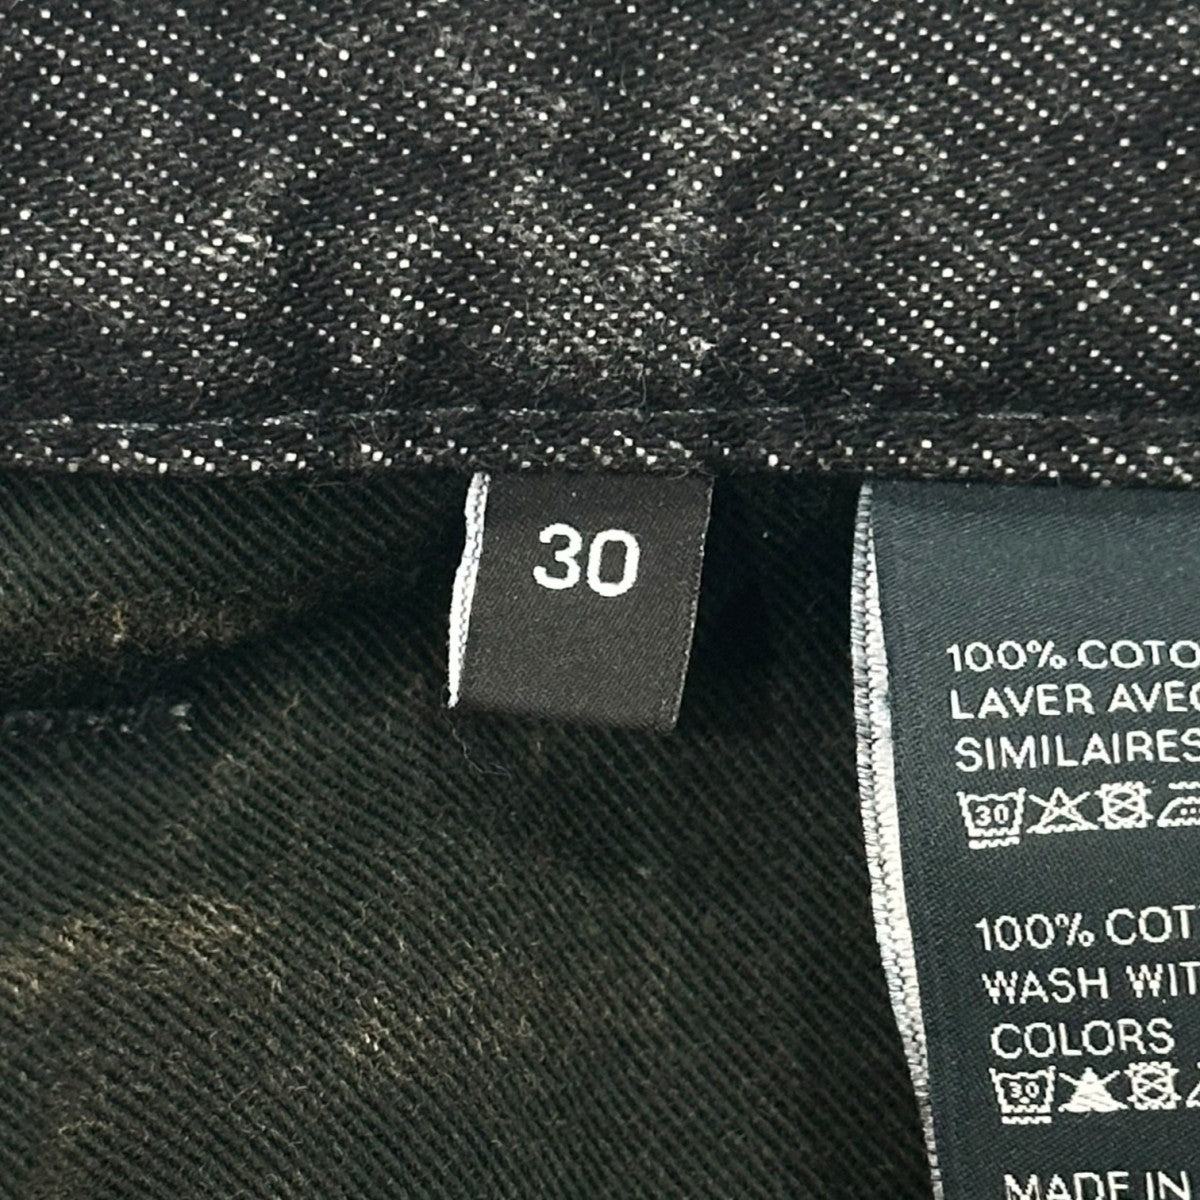 30
100% COTO
LAVER AVEC
SIMILAIRES
30
100% COT
WASH WIT
COLORS
30
MADE IN